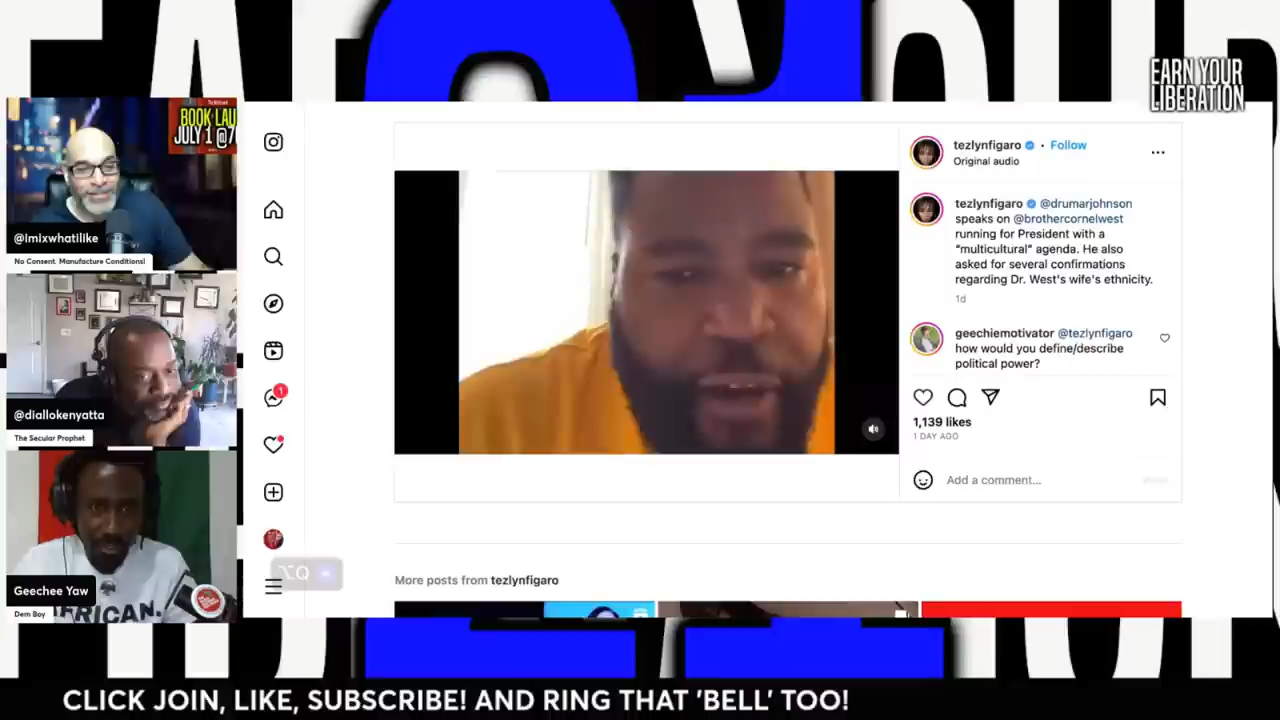 EARN YOUR
LIBERATION
BOOK LAU
JULY 1 @7
@imixwhatilike
No Consent. Manufacture Conditions!
@diallokenyatta
The Secular Prophet
Geechee Yaw
AFRICAN.
Dem Boy
1
⌥Q
tezlynfigaro • Follow
Original audio
tezlynfigaro @drumarjohnson
speaks on @brothercornelwest
running for President with a
“multicultural” agenda. He also
asked for several confirmations
regarding Dr. West's wife's ethnicity.
1d
geechiemotivator @tezlynfigaro
how would you define/describe
political power?
1,139 likes
1 DAY AGO
Add a comment...
More posts from tezlynfigaro
CLICK JOIN, LIKE, SUBSCRIBE! AND RING THAT 'BELL' TOO!